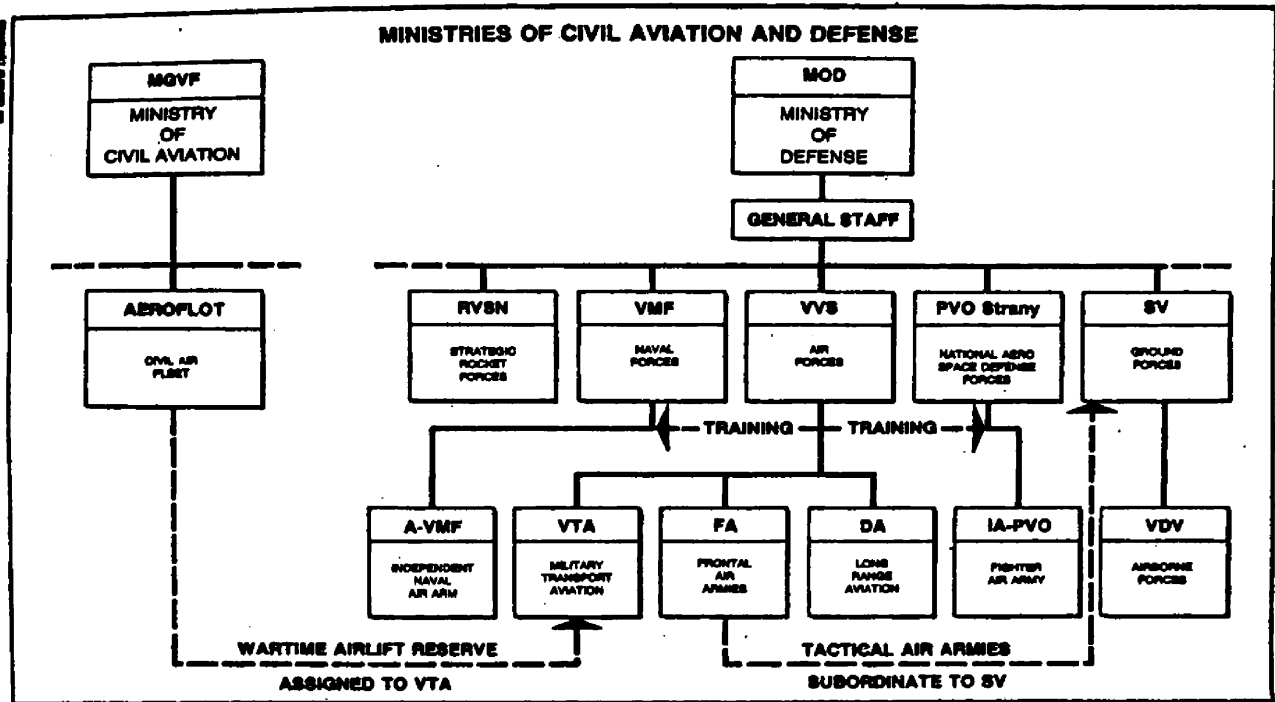 MINISTRIES OF CIVIL AVIATION AND DEFENSE
MGVF
MINISTRY
OF
CIVIL AVIATION
MOD
MINISTRY
OF
DEFENSE
GENERAL STAFF
AEROFLOT
CIVIL AIR
FLEET
RVSN
STRATEGIC
ROCKET
FORCES
VMF
NAVAL
FORCES
VVS
AIR
FORCES
PVO Strany
NATIONAL AERO
SPACE DEFENSE
FORCES
SV
GROUND
FORCES
TRAINING
TRAINING
A-VMF
INDEPENDENT
NAVAL
AIR ARM
VTA
MILITARY
TRANSPORT
AVIATION
FA
FRONTAL
AIR
ARMIES
DA
LONG
RANGE
AVIATION
IA-PVO
FIGHTER
AIR ARMY
VDV
AIRBORNE
FORCES
WARTIME AIRLIFT RESERVE
ASSIGNED TO VTA
TACTICAL AIR ARMIES
SUBORDINATE TO SV